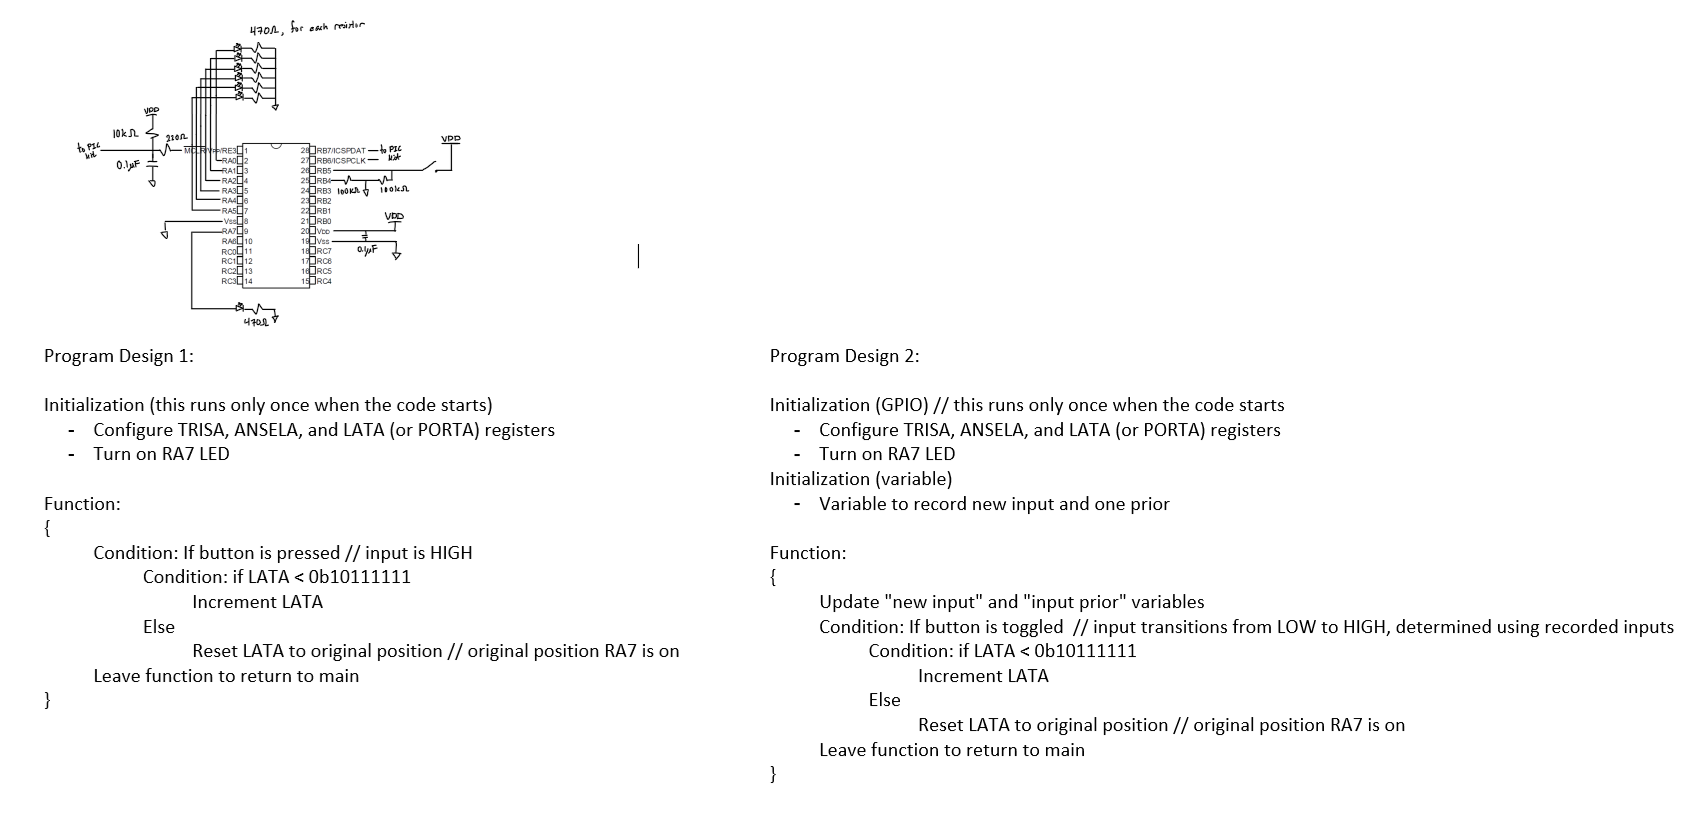 470Ω, for each resistor
VDD
10kΩ
to PIC
kit
0.1µF
MCLR/VPP/RE3 1
RA0 2
RA1 3
RA2 4
RA3 5
RA4 6
RA5 7
Vss 8
RA7 9
RA6 10
RC0 11
RC1 12
RC2 13
RC3 14
28 RB7/ICSPDAT
27 RB6/ICSPCLK
to PIC
kit
26 RB5
25 RB4
24 RB3
23 RB2
22 RB1
21 RB0
20 VDD
19 Vss
18 RC7
17 RC6
16 RC5
15 RC4
VDD
100kΩ
100kΩ
VDD
0.1µF
470Ω
Program Design 1:
Initialization (this runs only once when the code starts)
- Configure TRISA, ANSELA, and LATA (or PORTA) registers
- Turn on RA7 LED
Function:
{
Condition: If button is pressed // input is HIGH
Condition: if LATA < 0b10111111
Increment LATA
Else
Reset LATA to original position // original position RA7 is on
Leave function to return to main
}
Program Design 2:
Initialization (GPIO) // this runs only once when the code starts
- Configure TRISA, ANSELA, and LATA (or PORTA) registers
- Turn on RA7 LED
Initialization (variable)
- Variable to record new input and one prior
Function:
{
Update "new input" and "input prior" variables
Condition: If button is toggled // input transitions from LOW to HIGH, determined using recorded inputs
Condition: if LATA < 0b10111111
Increment LATA
Else
Reset LATA to original position // original position RA7 is on
Leave function to return to main
}